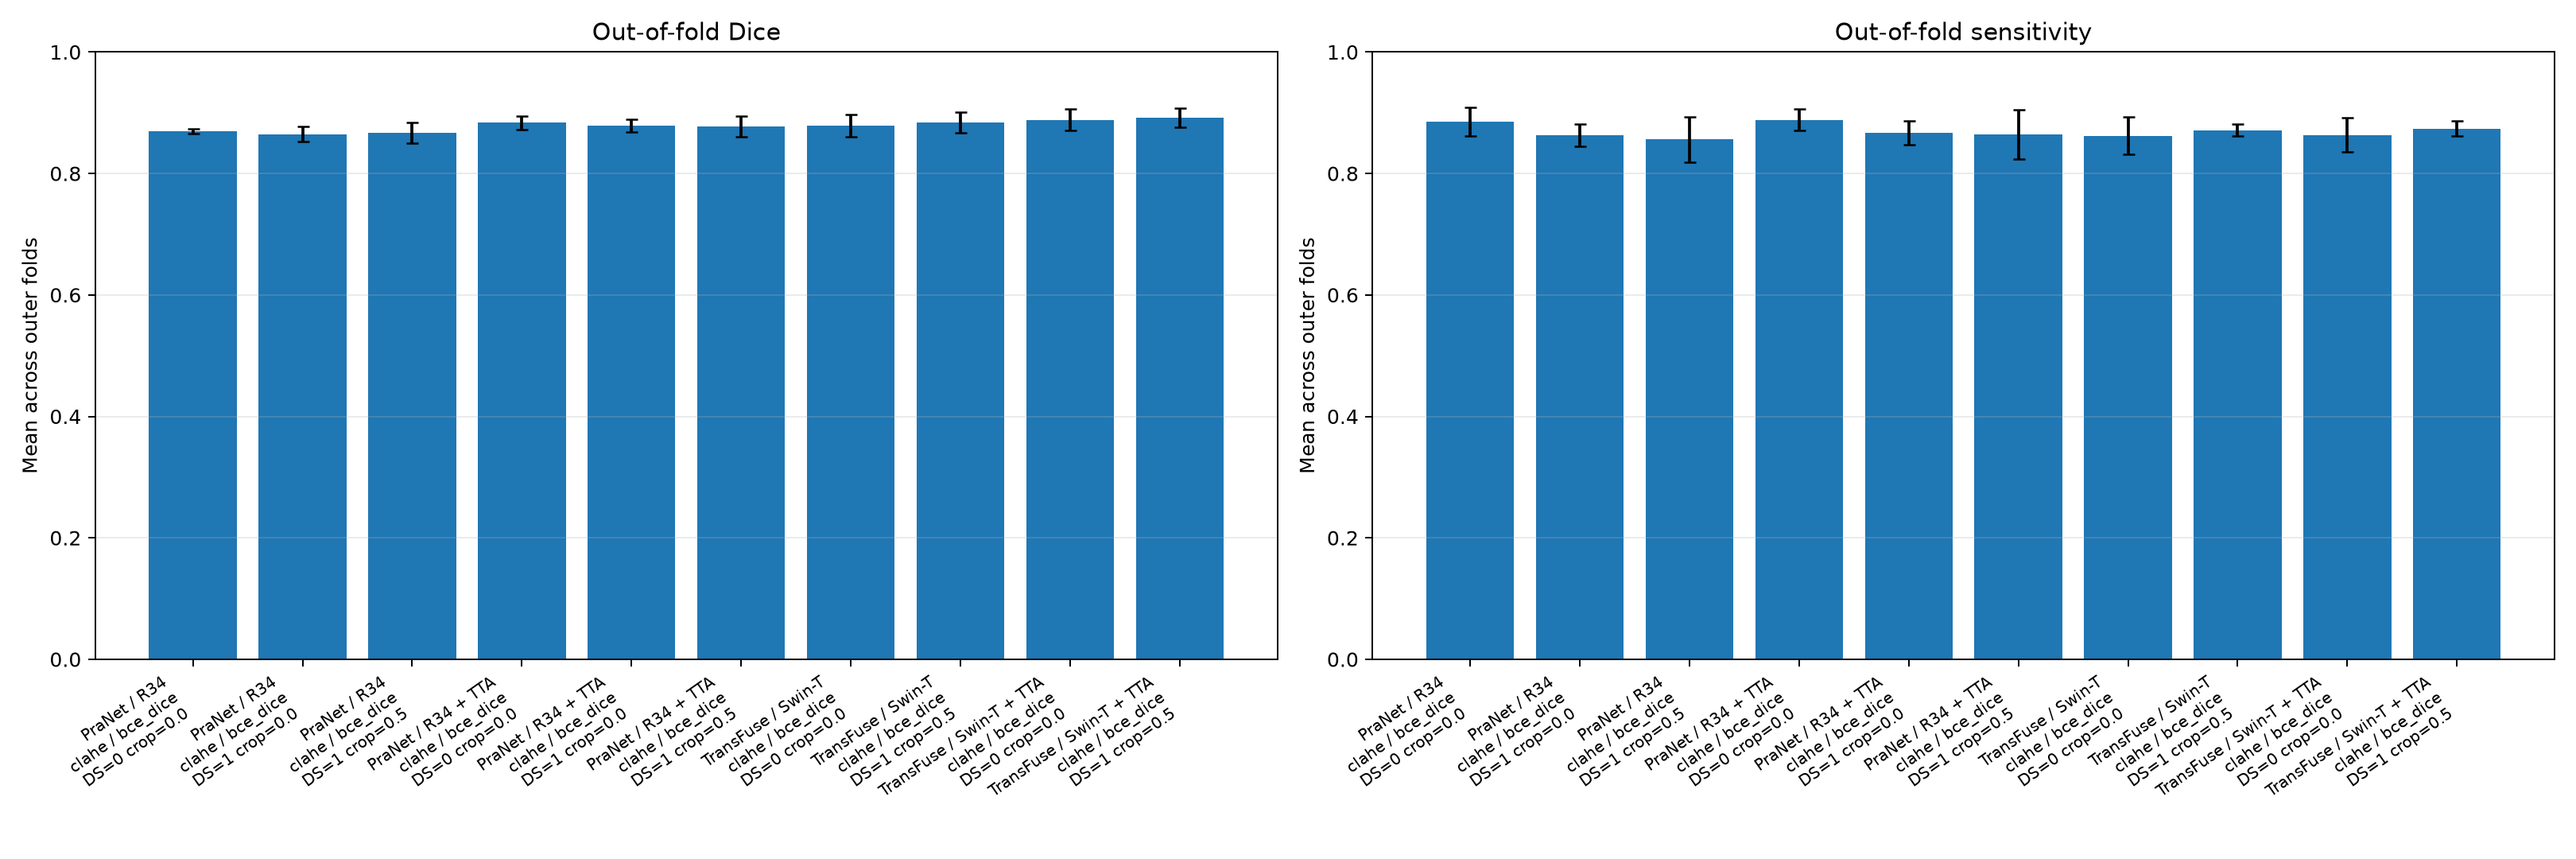 Out-of-fold Dice
Mean across outer folds
1.0
0.8
0.6
0.4
0.2
0.0
PraNet / R34
clahe / bce_dice
DS=0 crop=0.0
PraNet / R34
clahe / bce_dice
DS=1 crop=0.0
PraNet / R34
clahe / bce_dice
DS=1 crop=0.5
PraNet / R34 + TTA
clahe / bce_dice
DS=0 crop=0.0
PraNet / R34 + TTA
clahe / bce_dice
DS=1 crop=0.0
PraNet / R34 + TTA
clahe / bce_dice
DS=1 crop=0.5
TransFuse / Swin-T
clahe / bce_dice
DS=0 crop=0.0
TransFuse / Swin-T
clahe / bce_dice
DS=1 crop=0.5
TransFuse / Swin-T + TTA
clahe / bce_dice
DS=0 crop=0.0
TransFuse / Swin-T + TTA
clahe / bce_dice
DS=1 crop=0.5
Out-of-fold sensitivity
Mean across outer folds
1.0
0.8
0.6
0.4
0.2
0.0
PraNet / R34
clahe / bce_dice
DS=0 crop=0.0
PraNet / R34
clahe / bce_dice
DS=1 crop=0.0
PraNet / R34
clahe / bce_dice
DS=1 crop=0.5
PraNet / R34 + TTA
clahe / bce_dice
DS=0 crop=0.0
PraNet / R34 + TTA
clahe / bce_dice
DS=1 crop=0.0
PraNet / R34 + TTA
clahe / bce_dice
DS=1 crop=0.5
TransFuse / Swin-T
clahe / bce_dice
DS=0 crop=0.0
TransFuse / Swin-T
clahe / bce_dice
DS=1 crop=0.5
TransFuse / Swin-T + TTA
clahe / bce_dice
DS=0 crop=0.0
TransFuse / Swin-T + TTA
clahe / bce_dice
DS=1 crop=0.5